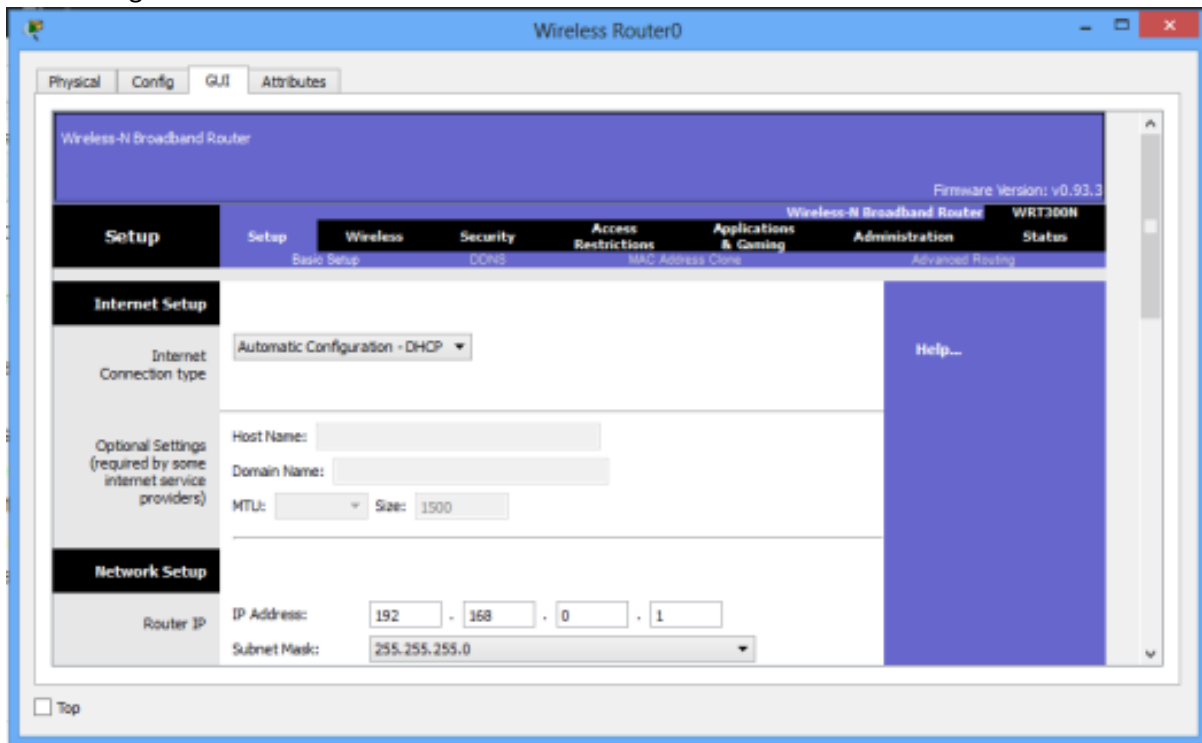 Wireless Router0
Physical Config GUI Attributes
Wireless-N Broadband Router
Firmware Version: v0.93.3
Wireless-N Broadband Router WRT300N
Setup Setup Wireless Security Access Restrictions Applications & Gaming Administration Status
Basic Setup DDNS MAC Address Clone Advanced Routing
Internet Setup
Internet
Connection type
Automatic Configuration - DHCP
Help...
Optional Settings
(required by some
internet service
providers)
Host Name:
Domain Name:
MTU: Size: 1500
Network Setup
Router IP
IP Address: 192 . 168 . 0 . 1
Subnet Mask: 255.255.255.0
Top